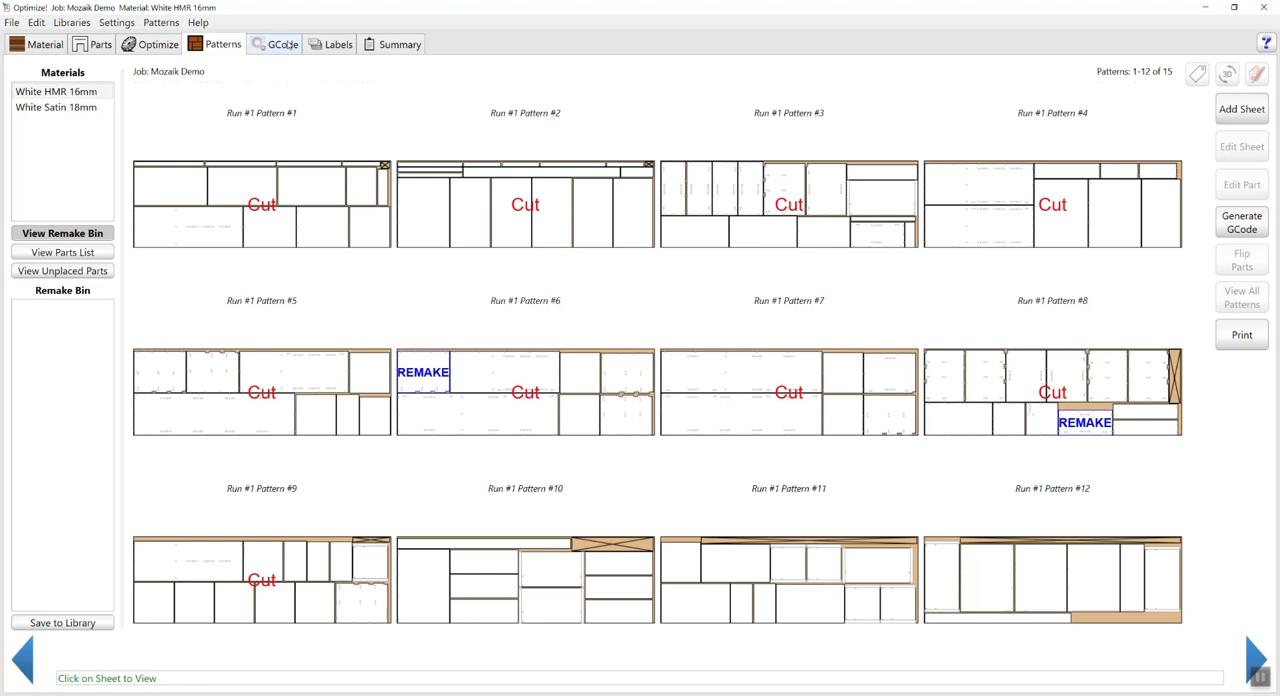 Optimize! Job: Mozaik Demo Material: White HMR 16mm
File Edit Libraries Settings Patterns Help
Material Parts Optimize Patterns GCode Labels Summary ?
Materials
Job: Mozaik Demo
Patterns: 1-12 of 15
3D
White HMR 16mm
White Satin 18mm
Add Sheet
Edit Sheet
Edit Part
Generate
GCode
Flip
Parts
View All
Patterns
Print
View Remake Bin
View Parts List
View Unplaced Parts
Remake Bin
Run #1 Pattern #1 Run #1 Pattern #2 Run #1 Pattern #3 Run #1 Pattern #4
Cut Cut Cut Cut
Run #1 Pattern #5 Run #1 Pattern #6 Run #1 Pattern #7 Run #1 Pattern #8
REMAKE
Cut Cut Cut Cut
REMAKE
Run #1 Pattern #9 Run #1 Pattern #10 Run #1 Pattern #11 Run #1 Pattern #12
Cut
Save to Library
Click on Sheet to View